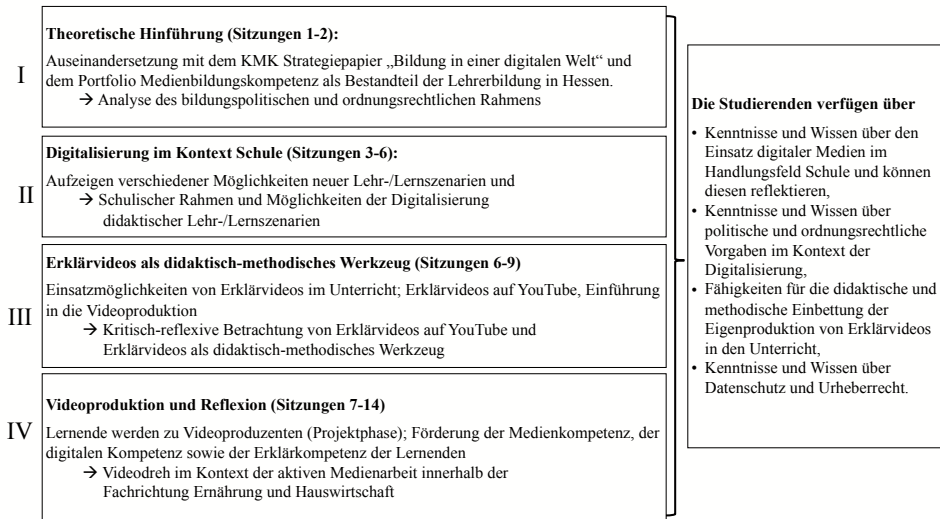 I
Theoretische Hinführung (Sitzungen 1-2):
Auseinandersetzung mit dem KMK Strategiepapier „Bildung in einer digitalen Welt“ und
dem Portfolio Medienbildungskompetenz als Bestandteil der Lehrerbildung in Hessen.
→ Analyse des bildungspolitischen und ordnungsrechtlichen Rahmens
II
Digitalisierung im Kontext Schule (Sitzungen 3-6):
Aufzeigen verschiedener Möglichkeiten neuer Lehr-/Lernszenarien und
→ Schulischer Rahmen und Möglichkeiten der Digitalisierung
didaktischer Lehr-/Lernszenarien
III
Erklärvideos als didaktisch-methodisches Werkzeug (Sitzungen 6-9)
Einsatzmöglichkeiten von Erklärvideos im Unterricht; Erklärvideos auf YouTube, Einführung
in die Videoproduktion
→ Kritisch-reflexive Betrachtung von Erklärvideos auf YouTube und
Erklärvideos als didaktisch-methodisches Werkzeug
IV
Videoproduktion und Reflexion (Sitzungen 7-14)
Lernende werden zu Videoproduzenten (Projektphase); Förderung der Medienkompetenz, der
digitalen Kompetenz sowie der Erklärkompetenz der Lernenden
→ Videodreh im Kontext der aktiven Medienarbeit innerhalb der
Fachrichtung Ernährung und Hauswirtschaft
Die Studierenden verfügen über
• Kenntnisse und Wissen über den
Einsatz digitaler Medien im
Handlungsfeld Schule und können
diesen reflektieren,
• Kenntnisse und Wissen über
politische und ordnungsrechtliche
Vorgaben im Kontext der
Digitalisierung,
• Fähigkeiten für die didaktische und
methodische Einbettung der
Eigenproduktion von Erklärvideos
in den Unterricht,
• Kenntnisse und Wissen über
Datenschutz und Urheberrecht.